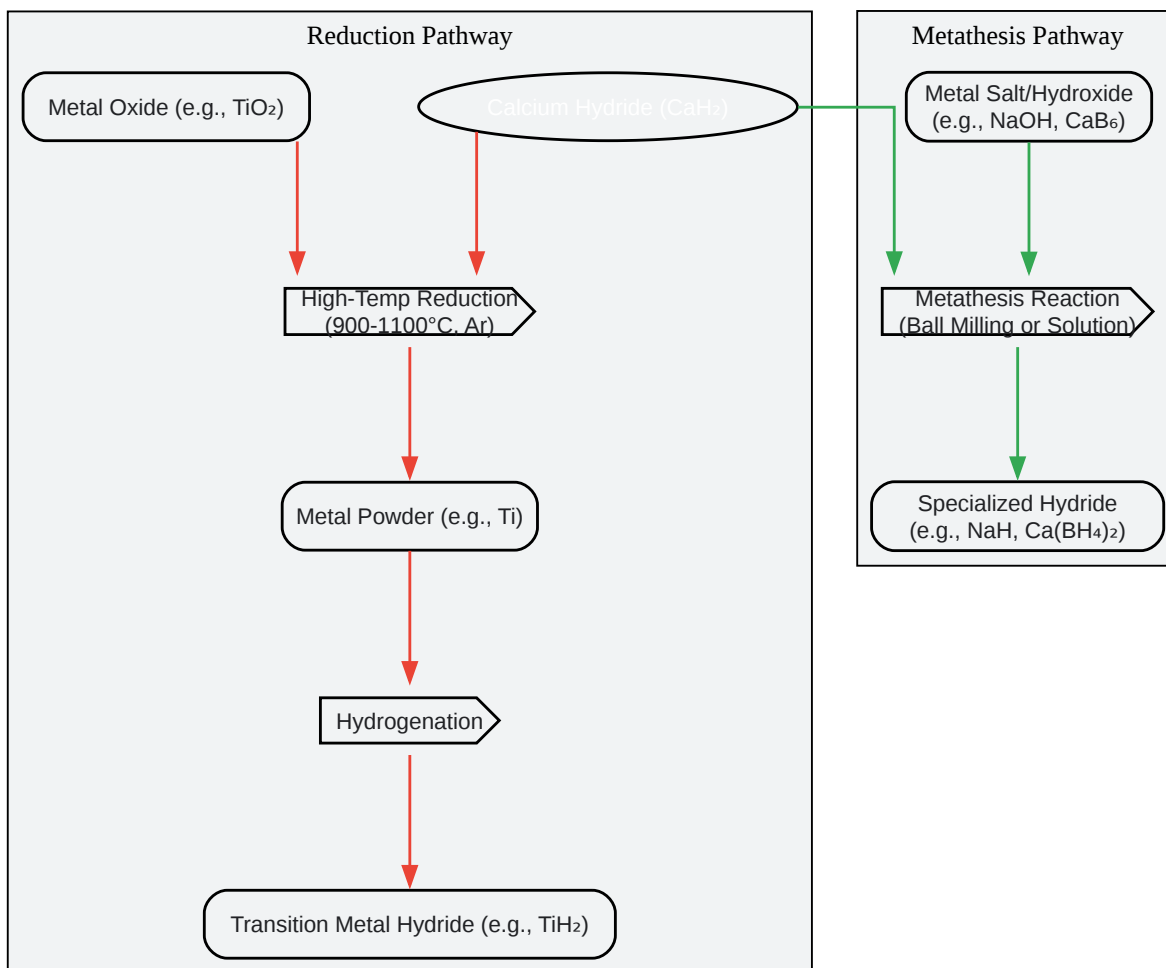 Reduction Pathway
Metal Oxide (e.g., TiO₂)
Calcium Hydride (CaH₂)
High-Temp Reduction
(900-1100°C, Ar)
Metal Powder (e.g., Ti)
Hydrogenation
Transition Metal Hydride (e.g., TiH₂)
Metathesis Pathway
Metal Salt/Hydroxide
(e.g., NaOH, CaB₆)
Metathesis Reaction
(Ball Milling or Solution)
Specialized Hydride
(e.g., NaH, Ca(BH₄)₂)